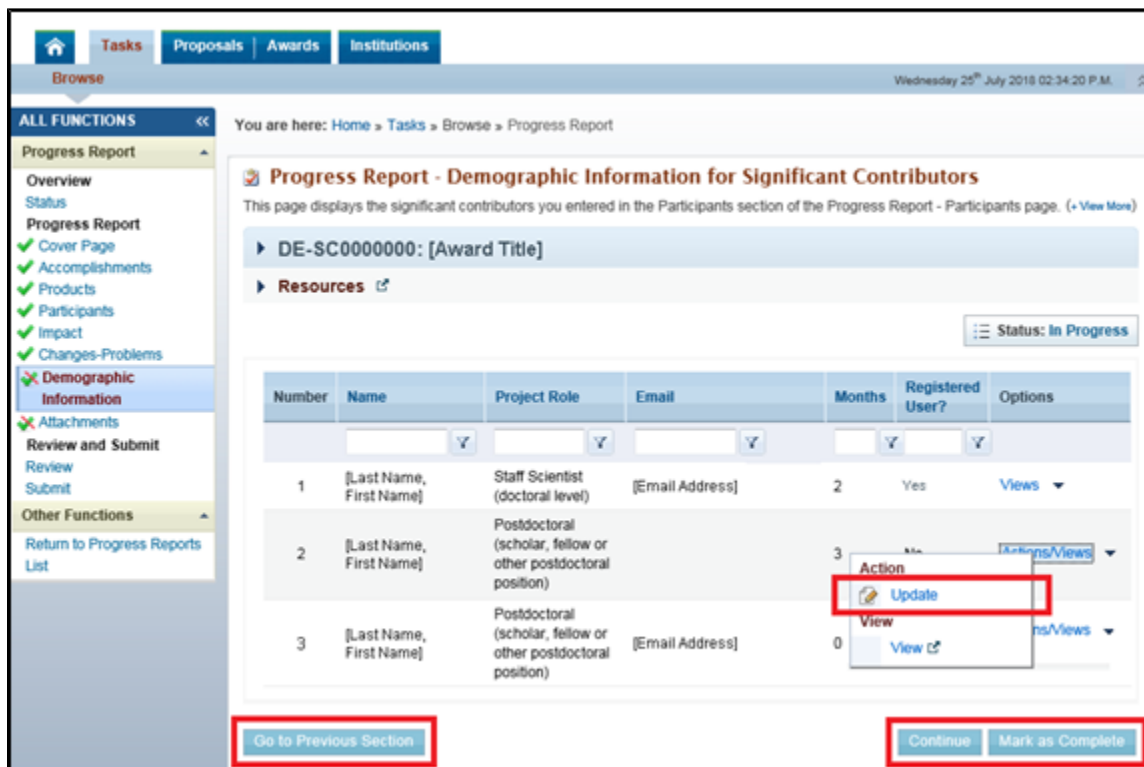 Tasks Proposals Awards Institutions
Browse Wednesday 25th July 2018 02:34:20 P.M.
ALL FUNCTIONS «
You are here: Home » Tasks » Browse » Progress Report
Progress Report
Overview
Status
Progress Report
Cover Page
Accomplishments
Products
Participants
Impact
Changes-Problems
Demographic
Information
Attachments
Review and Submit
Review
Submit
Other Functions
Return to Progress Reports
List
Progress Report - Demographic Information for Significant Contributors
This page displays the significant contributors you entered in the Participants section of the Progress Report - Participants page. (+ View More)
DE-SC0000000: [Award Title]
Resources
Status: In Progress
Number Name Project Role Email Months Registered User? Options
1 [Last Name, First Name] Staff Scientist (doctoral level) [Email Address] 2 Yes Views
2 [Last Name, First Name] Postdoctoral (scholar, fellow or other postdoctoral position) 3 No Actions/Views
Action
Update
View
View
3 [Last Name, First Name] Postdoctoral (scholar, fellow or other postdoctoral position) [Email Address] 0 ns/Views
Go to Previous Section Continue Mark as Complete